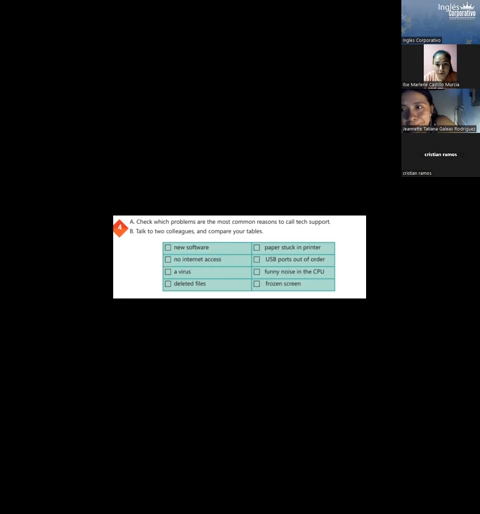 Inglés
Corporativo
Inglés Corporativo
Ilse Marlene Castillo Murcia
Jeannette Tatiana Galeas Rodriguez
cristian ramos
cristian ramos
4
A. Check which problems are the most common reasons to call tech support.
B. Talk to two colleagues, and compare your tables.
new software
paper stuck in printer
no internet access
USB ports out of order
a virus
funny noise in the CPU
deleted files
frozen screen